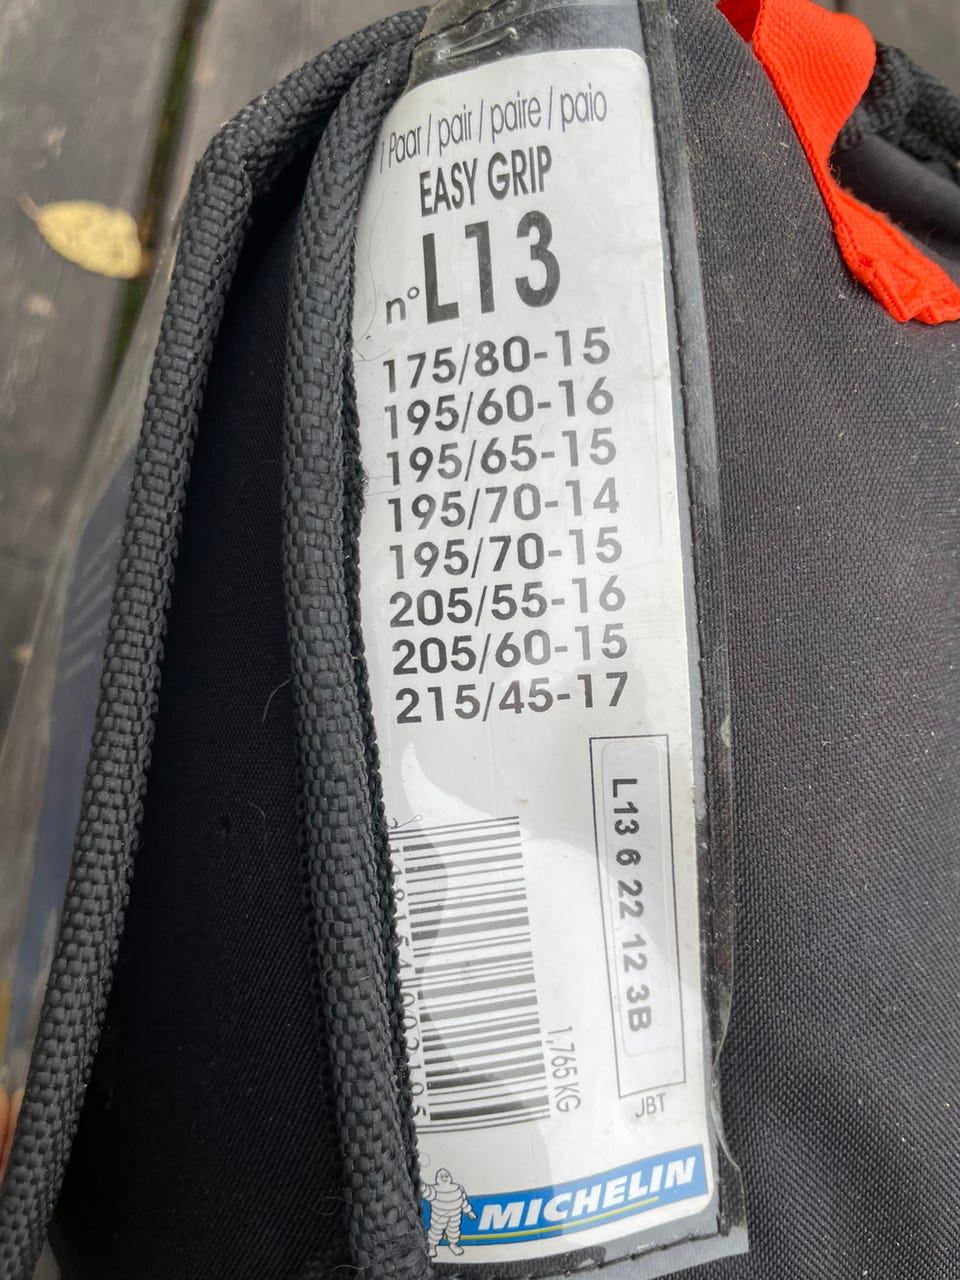 Paar / pair / paire / paio
EASY GRIP
n° L13
175/80-15
195/60-16
195/65-15
195/70-14
195/70-15
205/55-16
205/60-15
215/45-17
L13 6 22 12 3B
1,765 KG
JBT
MICHELIN